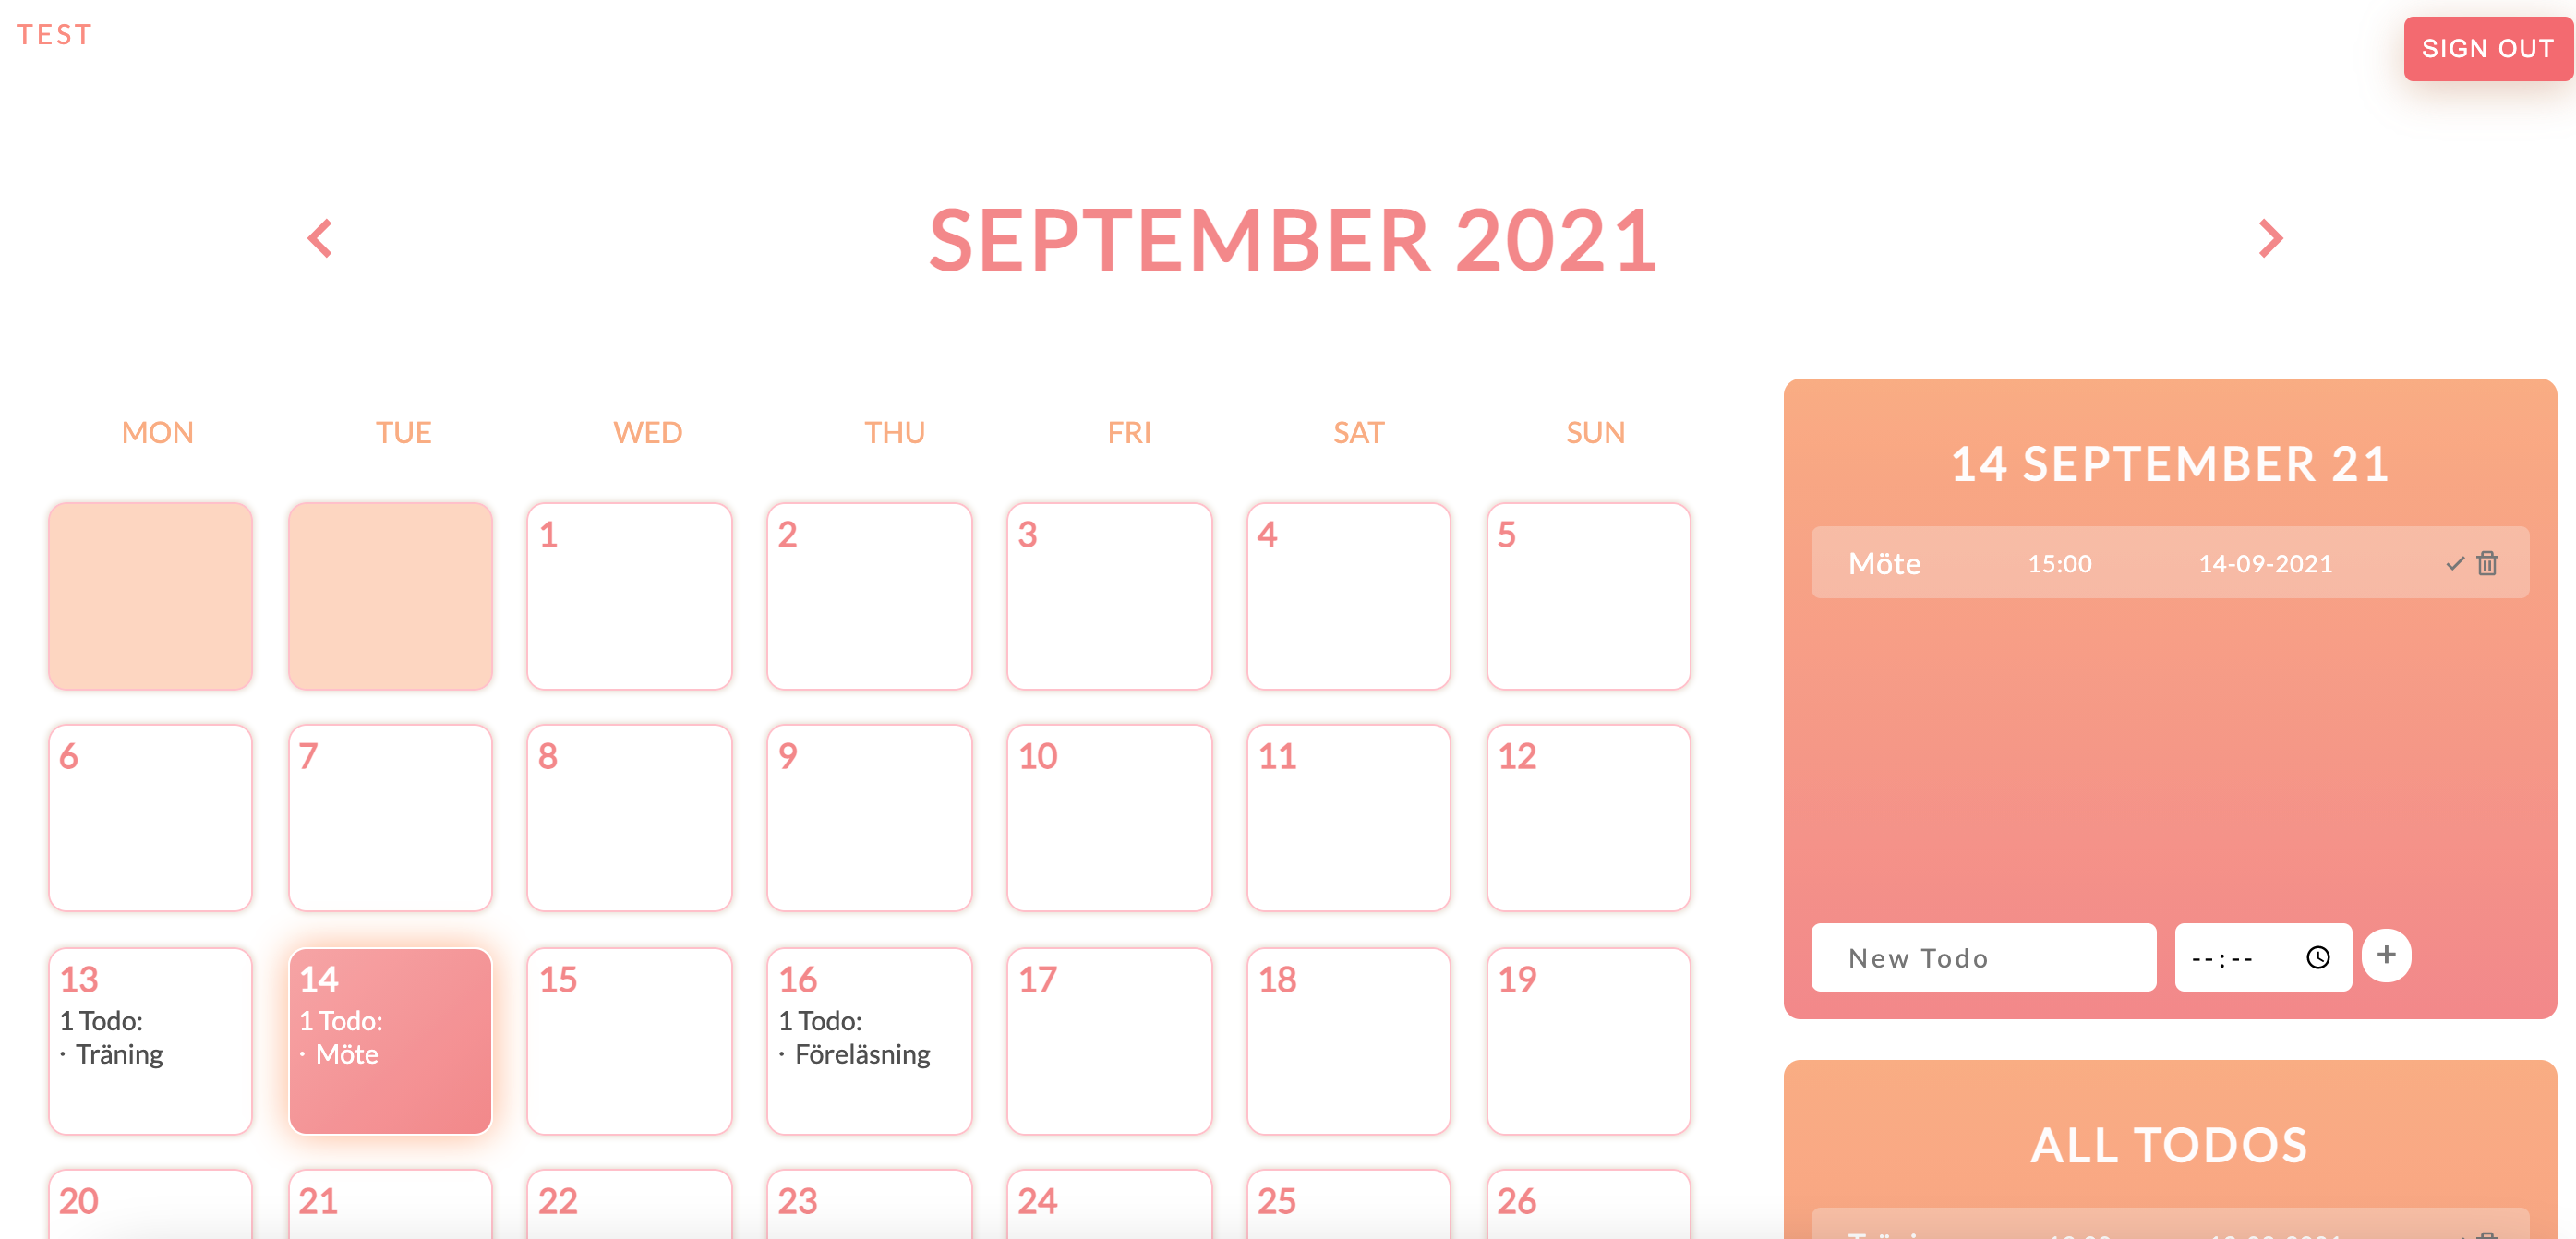 TEST
SIGN OUT
SEPTEMBER 2021
MON TUE WED THU FRI SAT SUN
1 2 3 4 5
6 7 8 9 10 11 12
13 14 15 16 17 18 19
1 Todo: 1 Todo: 1 Todo:
· Träning · Möte · Föreläsning
20 21 22 23 24 25 26
14 SEPTEMBER 21
Möte 15:00 14-09-2021
New Todo --:-- +
ALL TODOS